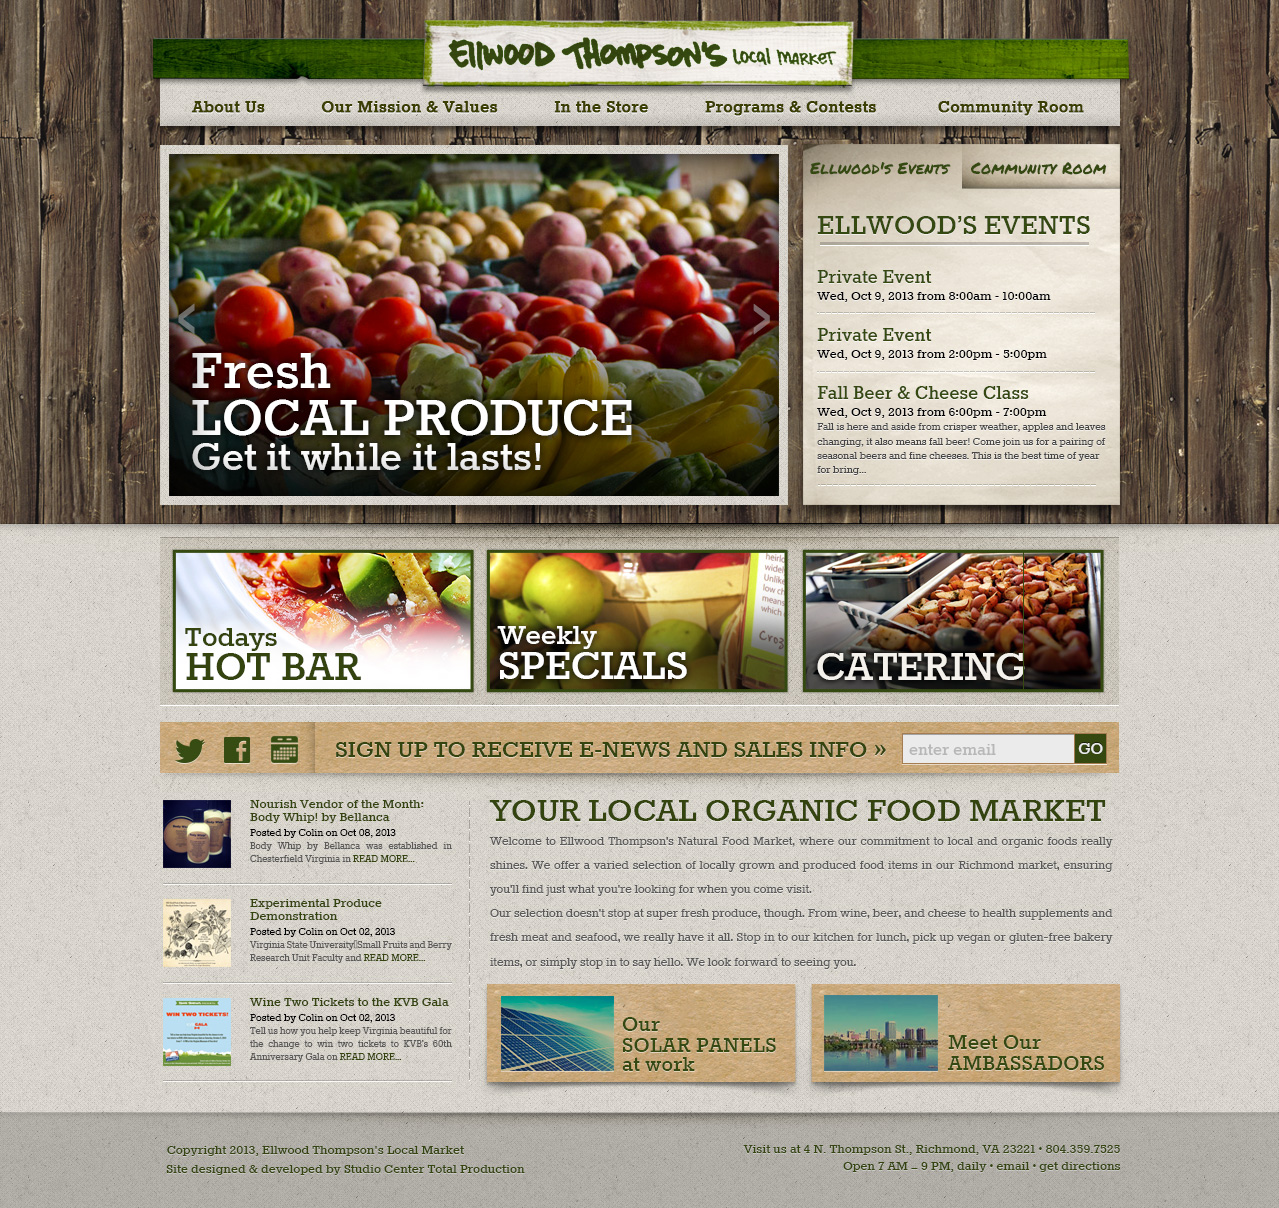 Ellwood Thompson's Local Market
About Us
Our Mission & Values
In the Store
Programs & Contests
Community Room
Ellwood's Events
Community Room
Fresh
LOCAL PRODUCE
Get it while it lasts!
ELLWOOD'S EVENTS
Private Event
Wed, Oct 9, 2013 from 8:00am - 10:00am
Private Event
Wed, Oct 9, 2013 from 2:00pm - 5:00pm
Fall Beer & Cheese Class
Wed, Oct 9, 2013 from 6:00pm - 7:00pm
Fall is here and aside from crisper weather, apples and leaves
changing, it also means fall beer! Come join us for a pairing of
seasonal beers and fine cheeses. This is the best time of year
for bring...
Todays
HOT BAR
Weekly
SPECIALS
CATERING
SIGN UP TO RECEIVE E-NEWS AND SALES INFO »
enter email
GO
Nourish Vendor of the Month:
Body Whip! by Bellanca
Posted by Colin on Oct 08, 2013
Body Whip by Bellanca was established in
Chesterfield Virginia in READ MORE...
Experimental Produce
Demonstration
Posted by Colin on Oct 02, 2013
Virginia State University Small Fruits and Berry
Research Unit Faculty and READ MORE...
WIN TWO TICKETS!
GALA
Wine Two Tickets to the KVB Gala
Posted by Colin on Oct 02, 2013
Tell us how you help keep Virginia beautiful for
the change to win two tickets to KVB's 60th
Anniversary Gala on READ MORE...
YOUR LOCAL ORGANIC FOOD MARKET
Welcome to Ellwood Thompson's Natural Food Market, where our commitment to local and organic foods really
shines. We offer a varied selection of locally grown and produced food items in our Richmond market, ensuring
you'll find just what you're looking for when you come visit.
Our selection doesn't stop at super fresh produce, though. From wine, beer, and cheese to health supplements and
fresh meat and seafood, we really have it all. Stop in to our kitchen for lunch, pick up vegan or gluten-free bakery
items, or simply stop in to say hello. We look forward to seeing you.
Our
SOLAR PANELS
at work
Meet Our
AMBASSADORS
Copyright 2013, Ellwood Thompson's Local Market
Site designed & developed by Studio Center Total Production
Visit us at 4 N. Thompson St., Richmond, VA 23221 • 804.359.7525
Open 7 AM – 9 PM, daily • email • get directions